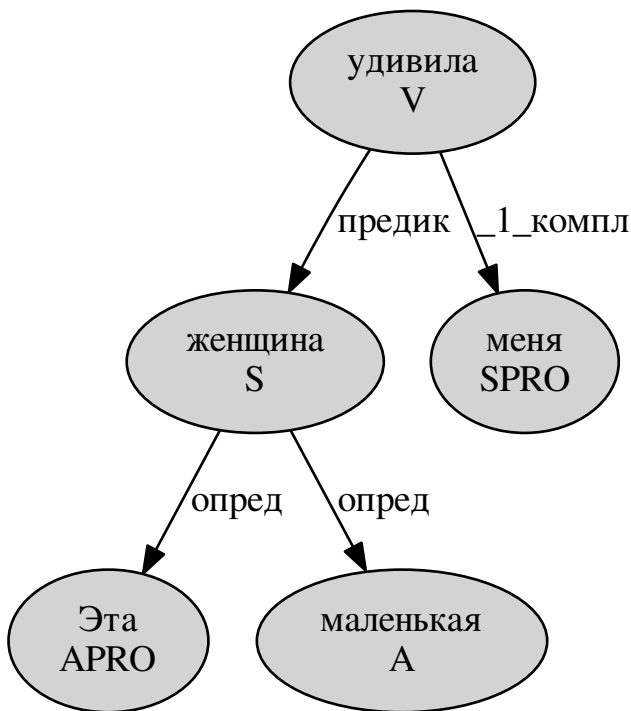 удивила
V
предик
_1_компл
женщина
S
меня
SPRO
опред
опред
Эта
APRO
маленькая
A